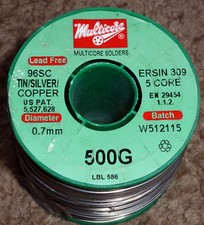 Multicore
MULTICORE SOLDERS
Lead Free
96SC
TIN/SILVER/
COPPER
US PAT.
5,527,628
Diameter
0.7mm
ERSIN 309
5 CORE
EN 29454
1.1.2.
Batch
W512115
500G
LBL 586